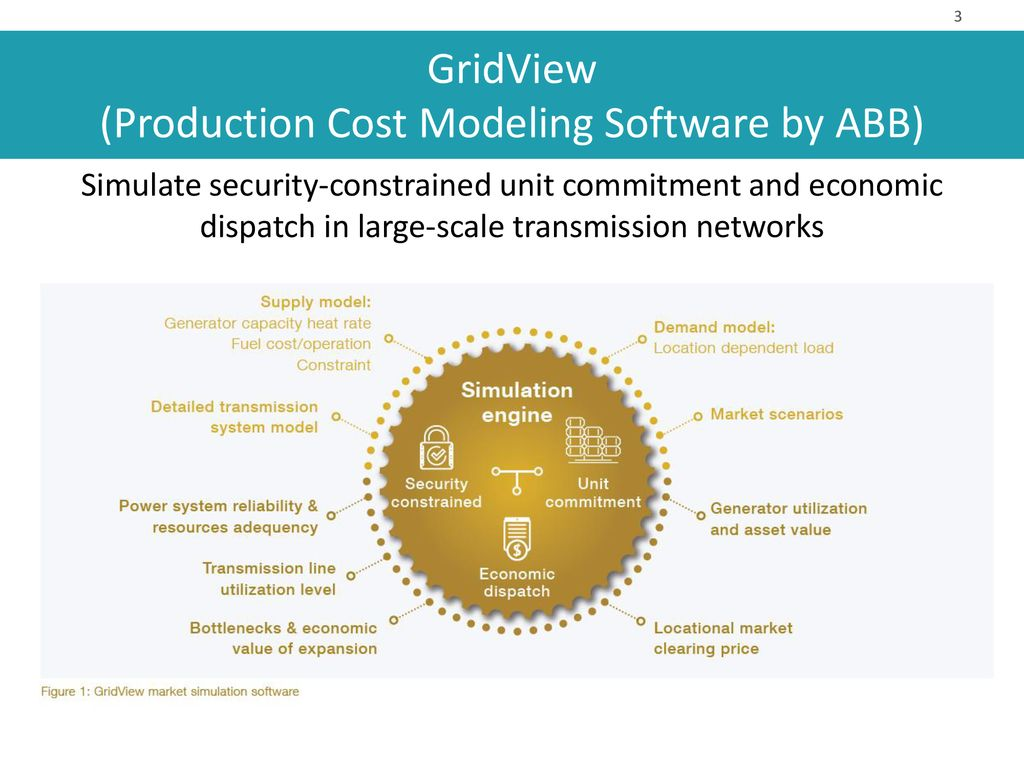 3
GridView
(Production Cost Modeling Software by ABB)
Simulate security-constrained unit commitment and economic
dispatch in large-scale transmission networks
Supply model:
Generator capacity heat rate
Fuel cost/operation
Constraint
Detailed transmission
system model
Power system reliability &
resources adequency
Transmission line
utilization level
Bottlenecks & economic
value of expansion
Simulation
engine
Security
constrained
Unit
commitment
$
Economic
dispatch
Demand model:
Location dependent load
Market scenarios
Generator utilization
and asset value
Locational market
clearing price
Figure 1: GridView market simulation software